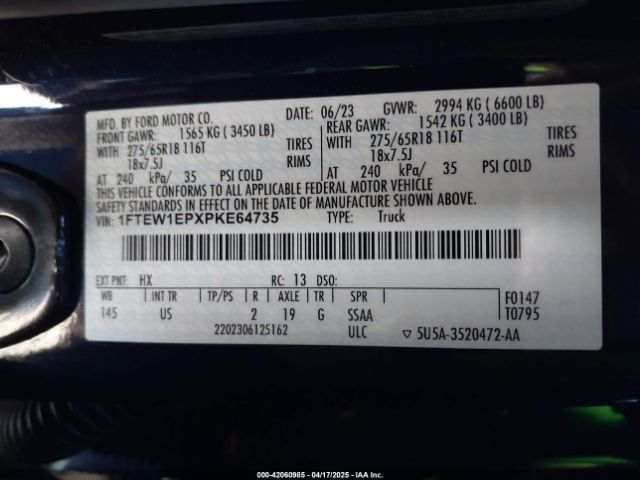 MFD. BY FORD MOTOR CO. DATE: 06/23 GVWR: 2994 KG ( 6600 LB)
FRONT GAWR: 1565 KG ( 3450 LB) REAR GAWR: 1542 KG ( 3400 LB)
WITH 275/65R18 116T TIRES WITH 275/65R18 116T TIRES
18x7.5J RIMS 18x7.5J RIMS
AT 240 kPa/ 35 PSI COLD AT 240 kPa/ 35 PSI COLD
THIS VEHICLE CONFORMS TO ALL APPLICABLE FEDERAL MOTOR VEHICLE
SAFETY STANDARDS IN EFFECT ON THE DATE OF MANUFACTURE SHOWN ABOVE.
VIN: 1FTEW1EPXPKE64735 TYPE: Truck
EXT PNT: HX RC: 13 DSO:
WB INT TR TP/PS R AXLE TR SPR F0147
145 US 2 19 G SSAA T0795
2202306125162 ULC ▽ 5U5A-3520472-AA
000-42060985 - 04/17/2025 - IAAI.com